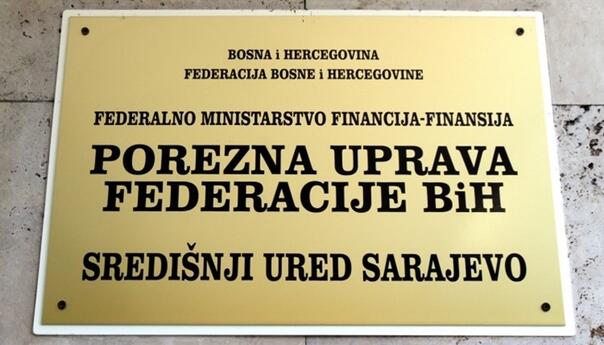 BOSNA i HERCEGOVINA
FEDERACIJA BOSNE i HERCEGOVINE
FEDERALNO MINISTARSTVO FINANCIJA-FINANSIJA
POREZNA UPRAVA
FEDERACIJE BiH
SREDIŠNJI URED SARAJEVO